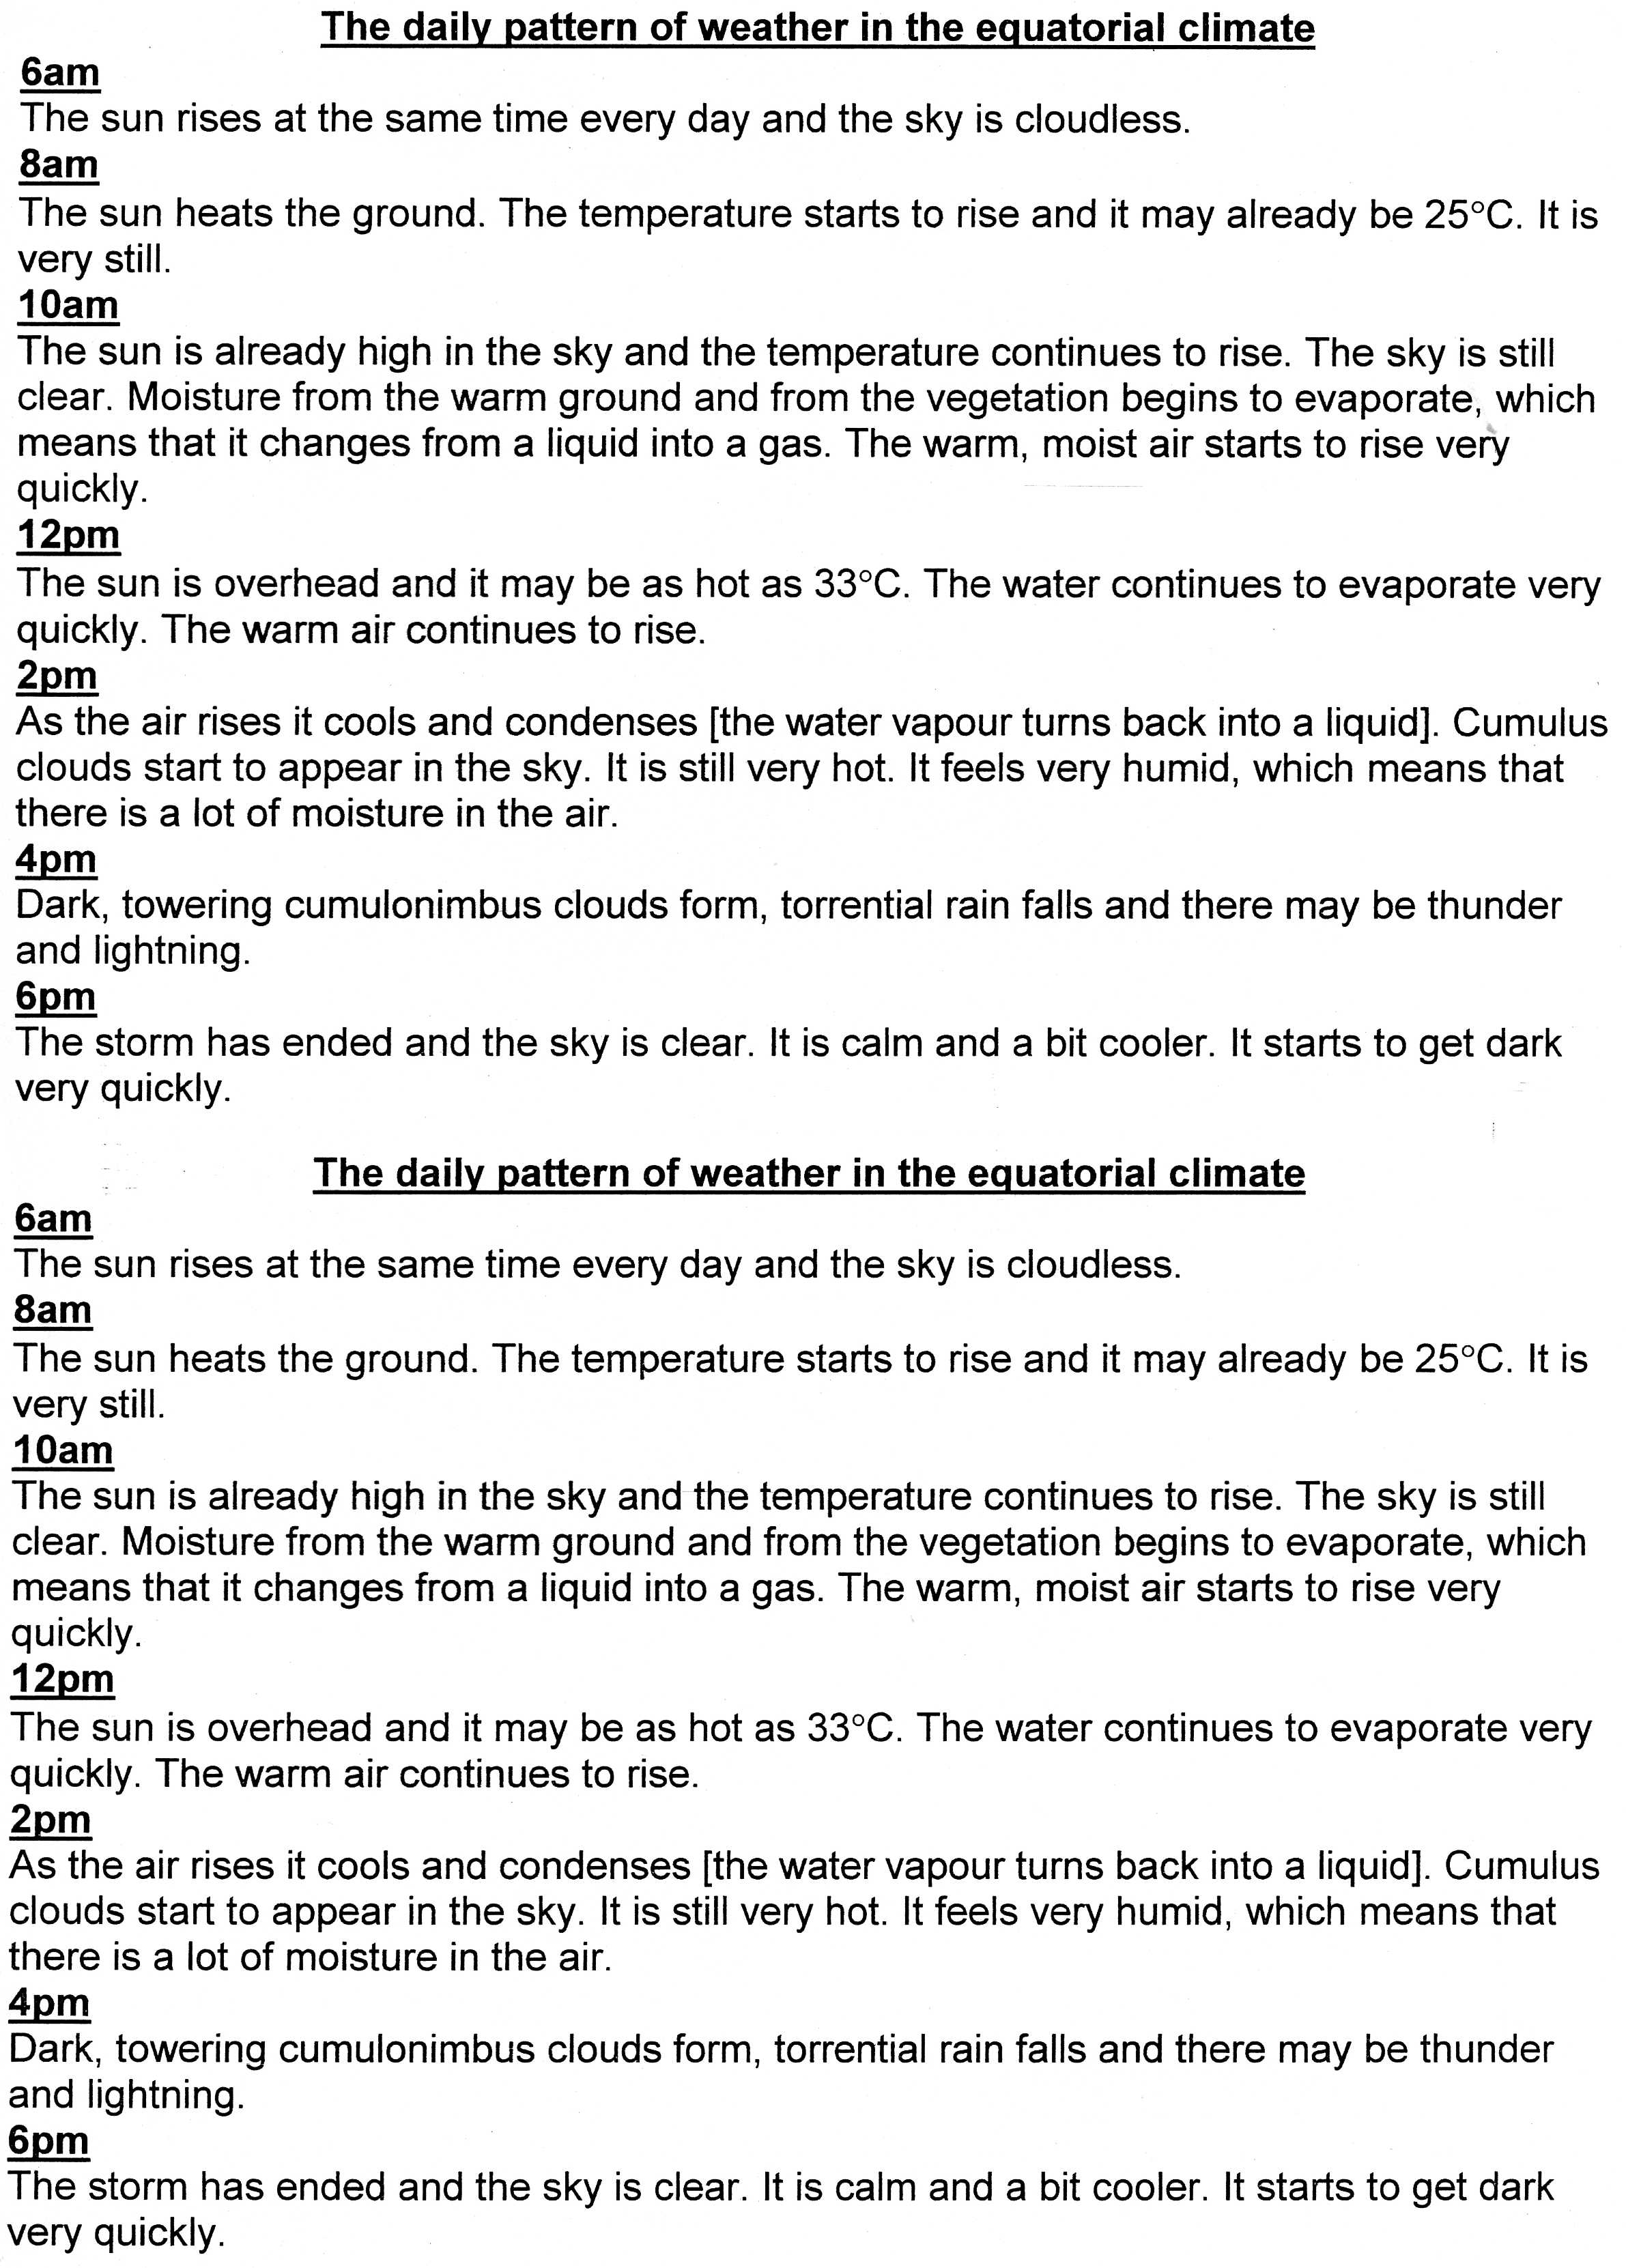 The daily pattern of weather in the equatorial climate
6am
The sun rises at the same time every day and the sky is cloudless.
8am
The sun heats the ground. The temperature starts to rise and it may already be 25°C. It is
very still.
10am
The sun is already high in the sky and the temperature continues to rise. The sky is still
clear. Moisture from the warm ground and from the vegetation begins to evaporate, which
means that it changes from a liquid into a gas. The warm, moist air starts to rise very
quickly.
12pm
The sun is overhead and it may be as hot as 33°C. The water continues to evaporate very
quickly. The warm air continues to rise.
2pm
As the air rises it cools and condenses [the water vapour turns back into a liquid]. Cumulus
clouds start to appear in the sky. It is still very hot. It feels very humid, which means that
there is a lot of moisture in the air.
4pm
Dark, towering cumulonimbus clouds form, torrential rain falls and there may be thunder
and lightning.
6pm
The storm has ended and the sky is clear. It is calm and a bit cooler. It starts to get dark
very quickly.
The daily pattern of weather in the equatorial climate
6am
The sun rises at the same time every day and the sky is cloudless.
8am
The sun heats the ground. The temperature starts to rise and it may already be 25°C. It is
very still.
10am
The sun is already high in the sky and the temperature continues to rise. The sky is still
clear. Moisture from the warm ground and from the vegetation begins to evaporate, which
means that it changes from a liquid into a gas. The warm, moist air starts to rise very
quickly.
12pm
The sun is overhead and it may be as hot as 33°C. The water continues to evaporate very
quickly. The warm air continues to rise.
2pm
As the air rises it cools and condenses [the water vapour turns back into a liquid]. Cumulus
clouds start to appear in the sky. It is still very hot. It feels very humid, which means that
there is a lot of moisture in the air.
4pm
Dark, towering cumulonimbus clouds form, torrential rain falls and there may be thunder
and lightning.
6pm
The storm has ended and the sky is clear. It is calm and a bit cooler. It starts to get dark
very quickly.